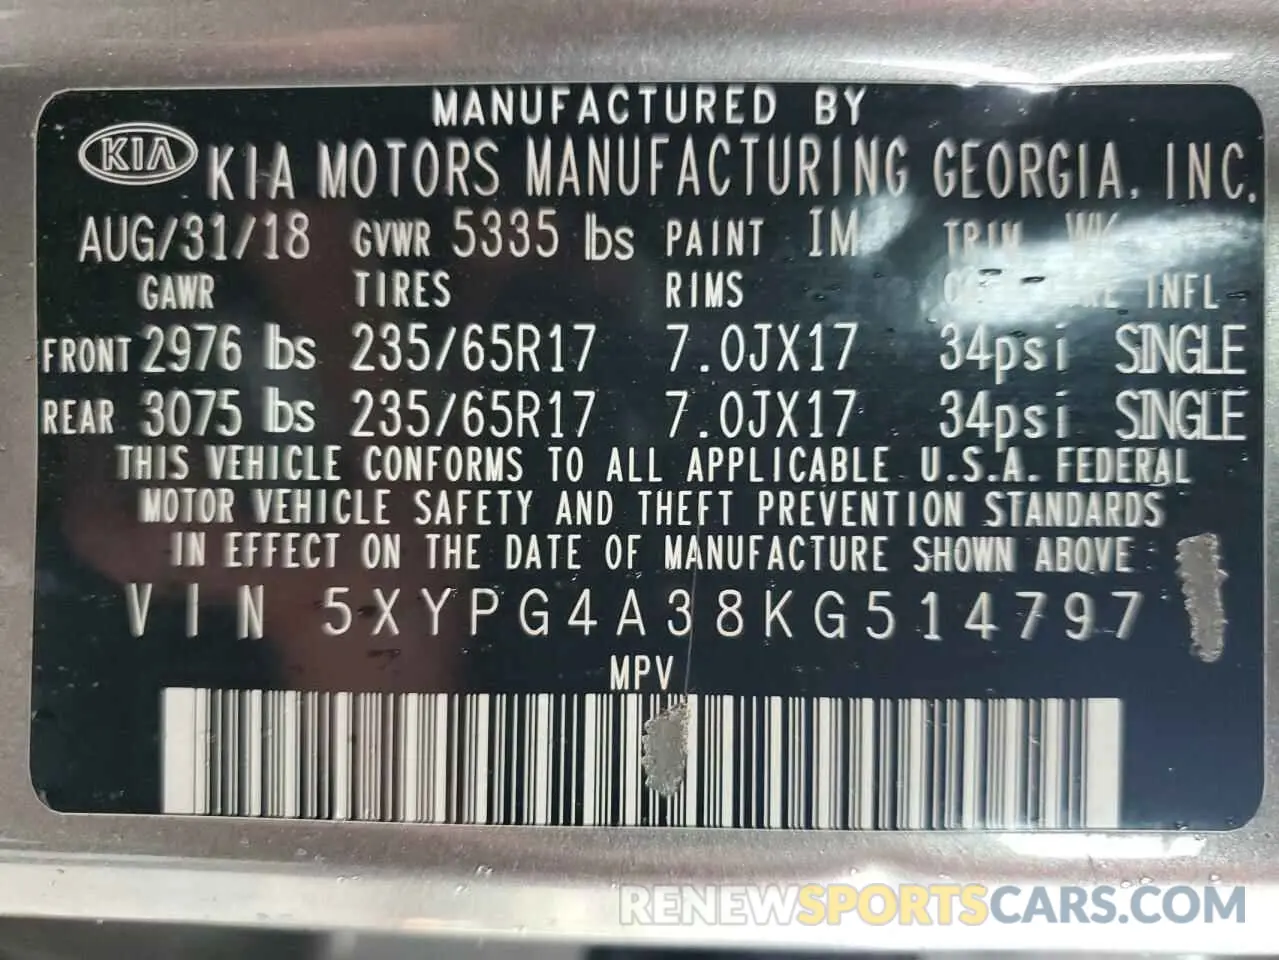 MANUFACTURED BY
KIA KIA MOTORS MANUFACTURING GEORGIA, INC.
AUG/31/18 GVWR 5335 lbs PAINT IM TRIM
GAWR TIRES RIMS INFL
FRONT 2976 lbs 235/65R17 7.0JX17 34psi SINGLE
REAR 3075 lbs 235/65R17 7.0JX17 34psi SINGLE
THIS VEHICLE CONFORMS TO ALL APPLICABLE U.S.A. FEDERAL
MOTOR VEHICLE SAFETY AND THEFT PREVENTION STANDARDS
IN EFFECT ON THE DATE OF MANUFACTURE SHOWN ABOVE
VIN 5XYPG4A38KG514797
MPV
RENEWSPORTSCARS.COM